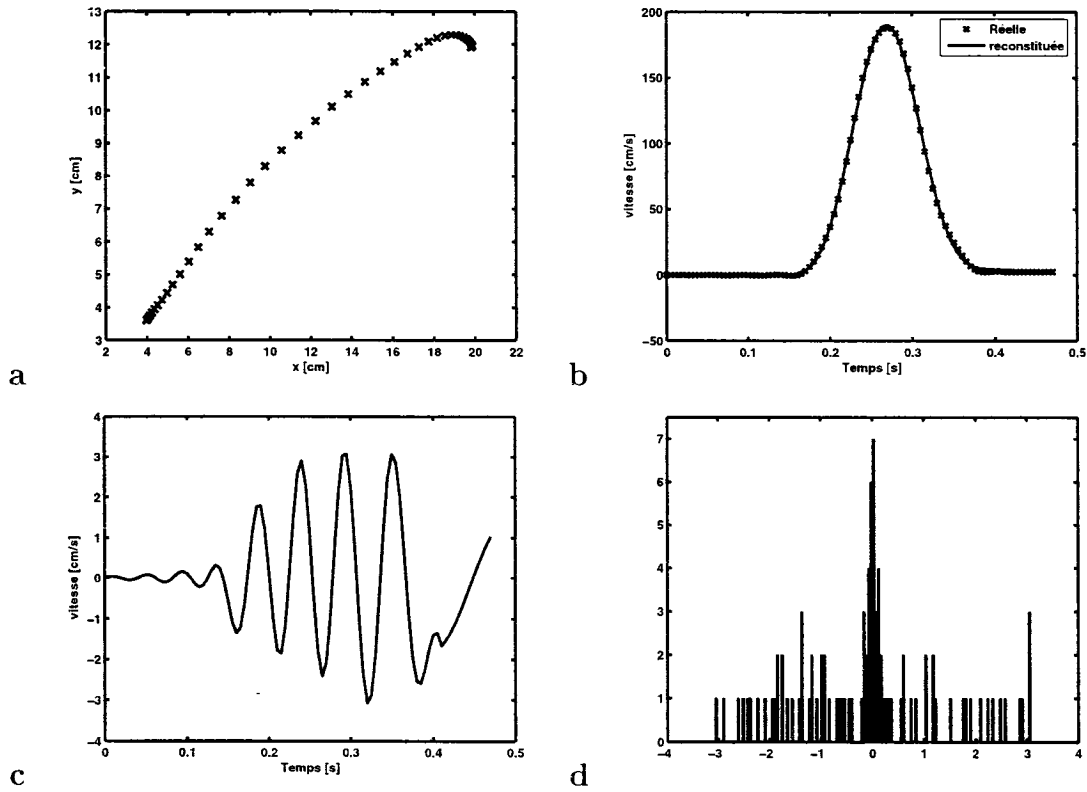 13
12
11
10
9
8
7
6
5
4
3
y [cm]
2 4 6 8 10 12 14 16 18 20 22
x [cm]
a
200
150
100
50
0
−50
vitesse [cm/s]
Réelle
reconstituée
0 0.1 0.2 0.3 0.4 0.5
Temps [s]
b
4
3
2
1
0
−1
−2
−3
−4
vitesse [cm/s]
0 0.1 0.2 0.3 0.4 0.5
Temps [s]
c
7
6
5
4
3
2
1
0
−4 −3 −2 −1 0 1 2 3 4
d